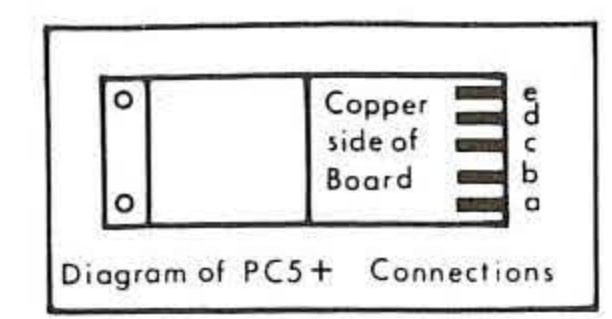 Copper
side of
Board
e
d
c
b
a
Diagram of PC5+ Connections